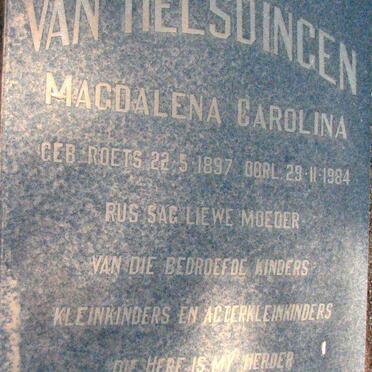 VAN HELSDINGEN
MAGDALENA CAROLINA
GEB. ROETS 22.5.1897 OORL. 29.11.1984
RUS SAG LIEWE MOEDER
VAN DIE BEDROEFDE KINDERS
KLEINKINDERS EN AGTERKLEINKINDERS
DIE HERE IS MY HERDER